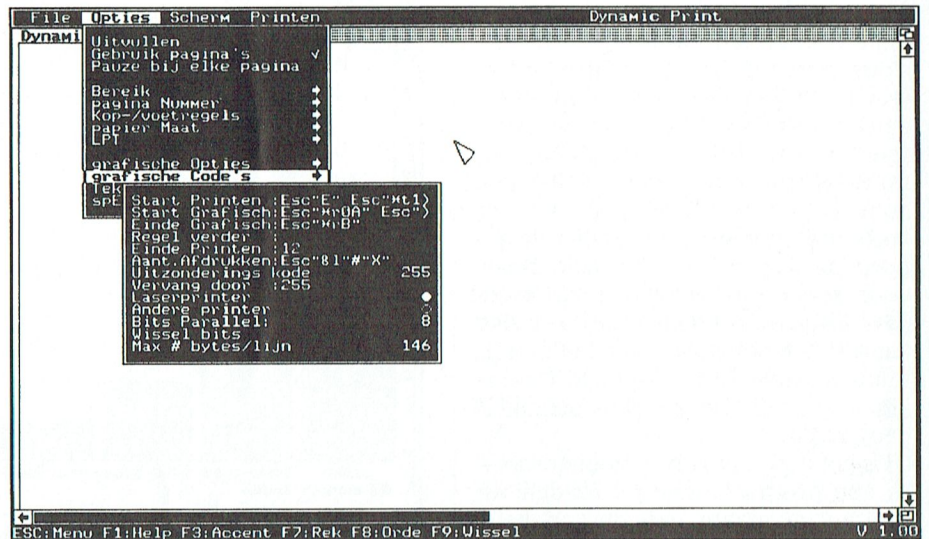 File Opties Scherm Printen Dynamic Print
Dynami
Uitvullen
Gebruik pagina's √
Pauze bij elke pagina
Bereik
pagina Nummer
Kop-/voetregels
papier Maat
LPT
grafische Opties
grafische Code's
Tek
spE
Start Printen :Esc"E" Esc"*t1)
Start Grafisch:Esc"*r0A" Esc")
Einde Grafisch:Esc"*rB"
Regel verder :
Einde Printen :12
Aant.Afdrukken:Esc"&l"#"X"
Uitzonderings kode 255
Vervang door :255
Laserprinter
Andere printer
Bits Parallel: 8
Wissel bits
Max # bytes/lijn 146
ESC:Menu F1:Help F3:Accent F7:Rek F8:Orde F9:Wissel V 1.00